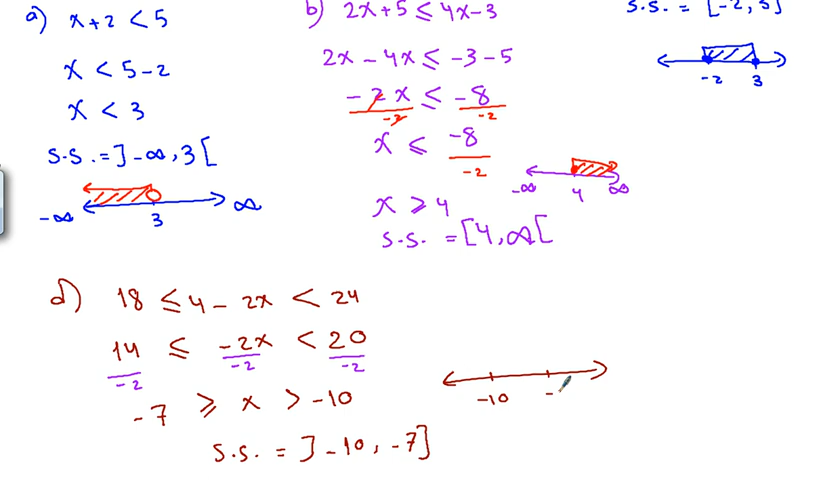 a) x + 2 < 5
x < 5 - 2
x < 3
s.s. = ]-∞, 3[
-∞ 3 ∞
b) 2x + 5 ≤ 4x - 3
2x - 4x ≤ -3 - 5
-2x ≤ -8
-2 -2
x ≤ -8
-2
x ≥ 4
s.s. = [4, ∞[
-∞ 4 ∞
s.s. = [-2, 3]
-2 3
d) 18 ≤ 4 - 2x < 24
14 ≤ -2x < 20
-2 -2 -2
-7 ≥ x > -10
s.s. = ]-10, -7]
-10 -